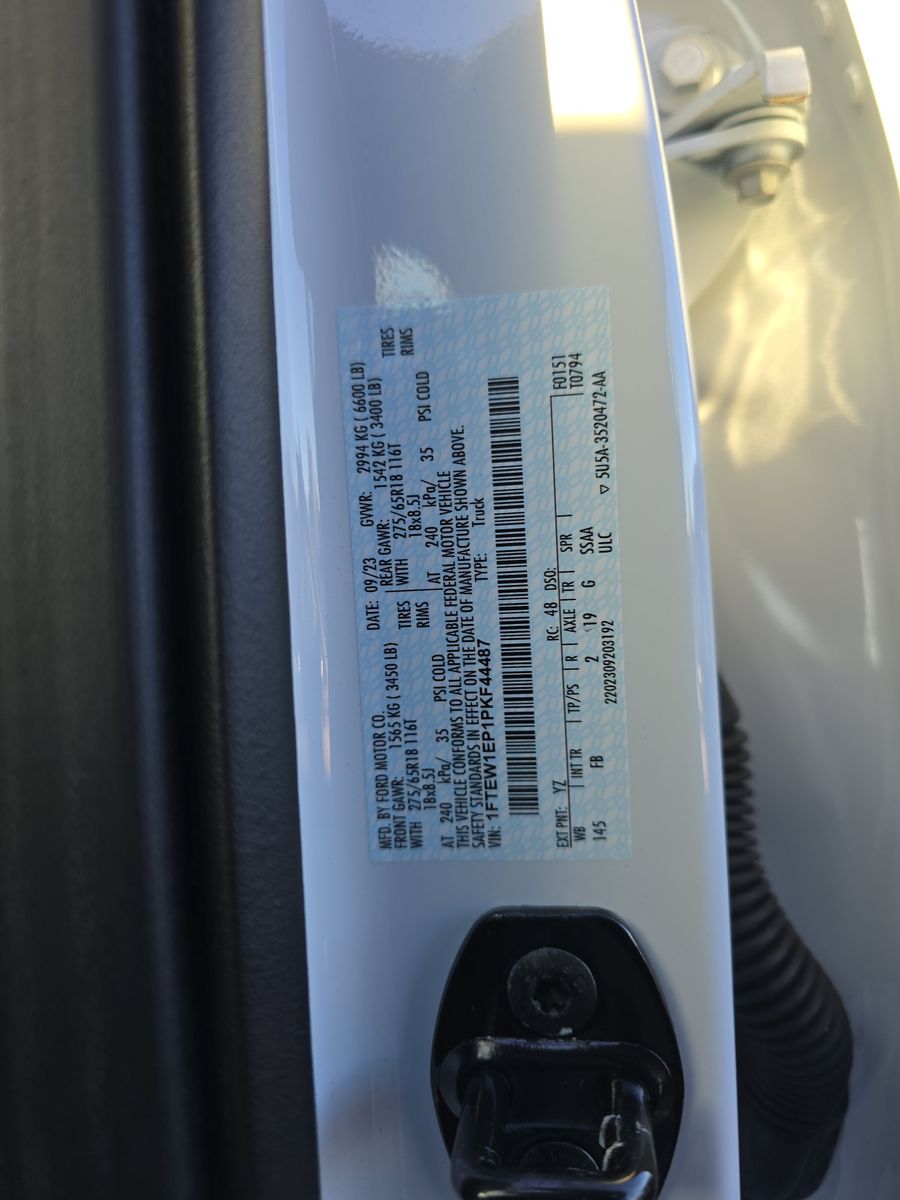 MFD. BY FORD MOTOR CO.
DATE: 09/23 GVWR: 2994 KG ( 6600 LB)
FRONT GAWR: 1565 KG ( 3450 LB) REAR GAWR: 1542 KG ( 3400 LB)
WITH 275/65R18 116T TIRES WITH 275/65R18 116T TIRES
18x8.5J RIMS 18x8.5J RIMS
AT 240 kPa/ 35 PSI COLD AT 240 kPa/ 35 PSI COLD
THIS VEHICLE CONFORMS TO ALL APPLICABLE FEDERAL MOTOR VEHICLE
SAFETY STANDARDS IN EFFECT ON THE DATE OF MANUFACTURE SHOWN ABOVE.
VIN: 1FTEW1EP1PKF44487 TYPE: Truck
EXT PNT: YZ RC: 48 DSO: F0151
WB INT TR TP/PS R AXLE TR SPR T0794
145 FB 2 19 G SSAA
2202309203192 ULC ▽ 5U5A-3520472-AA